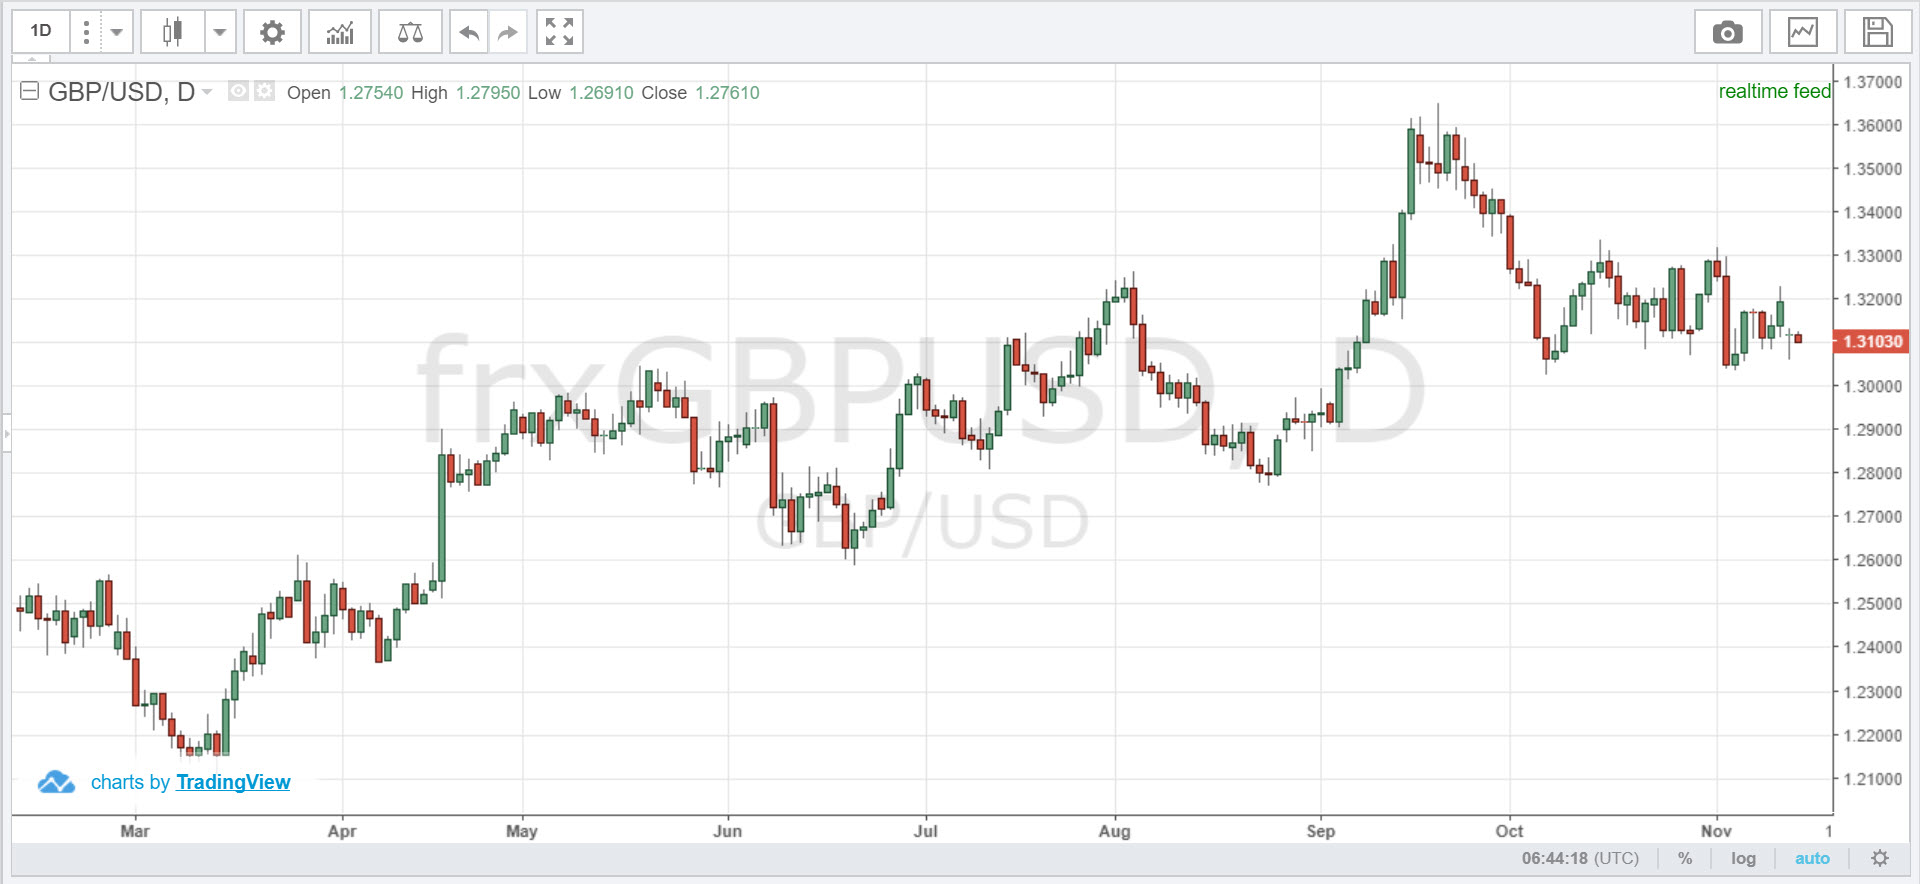 1D
GBP/USD, D Open 1.27540 High 1.27950 Low 1.26910 Close 1.27610
realtime feed
1.37000
1.36000
1.35000
1.34000
1.33000
1.32000
1.31030
1.30000
1.29000
1.28000
1.27000
1.26000
1.25000
1.24000
1.23000
1.22000
1.21000
frxGBPUSD, D
GBP/USD
charts by TradingView
Mar Apr May Jun Jul Aug Sep Oct Nov 1
06:44:18 (UTC) % log auto